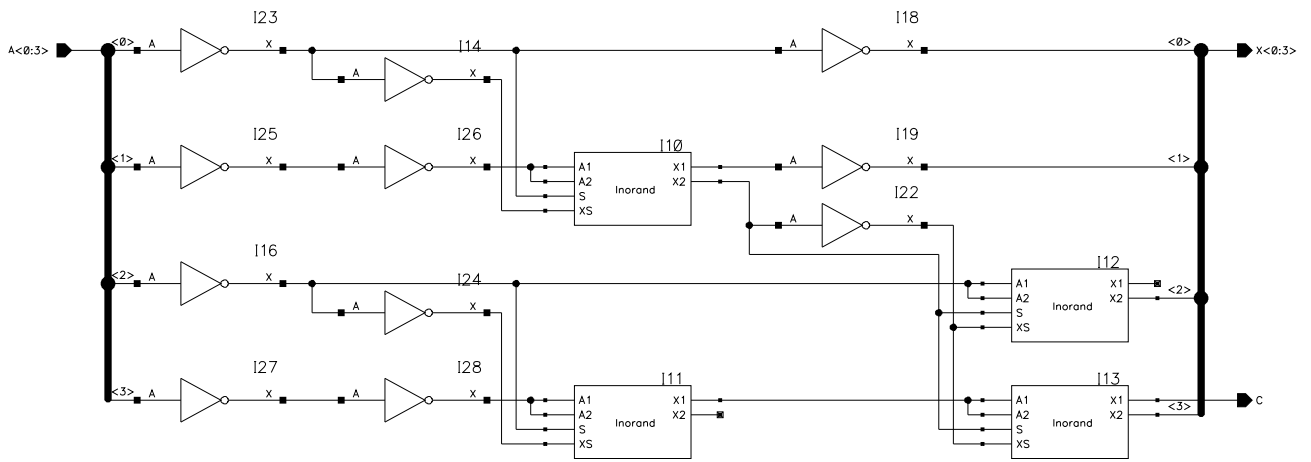 I23
I18
I14
A<0:3>
<0>
A
X
A
X
<0>
X<0:3>
A
X
I25
I26
I10
I19
<1>
A
X
A
X
A1
A2
S
XS
Inorand
X1
X2
A
X
<1>
I22
A
X
I16
I24
I12
<2>
A
X
A
X
A1
A2
S
XS
Inorand
X1
X2
<2>
I27
I28
I11
I13
<3>
A
X
A
X
A1
A2
S
XS
Inorand
X1
X2
A1
A2
S
XS
Inorand
X1
X2
<3>
C